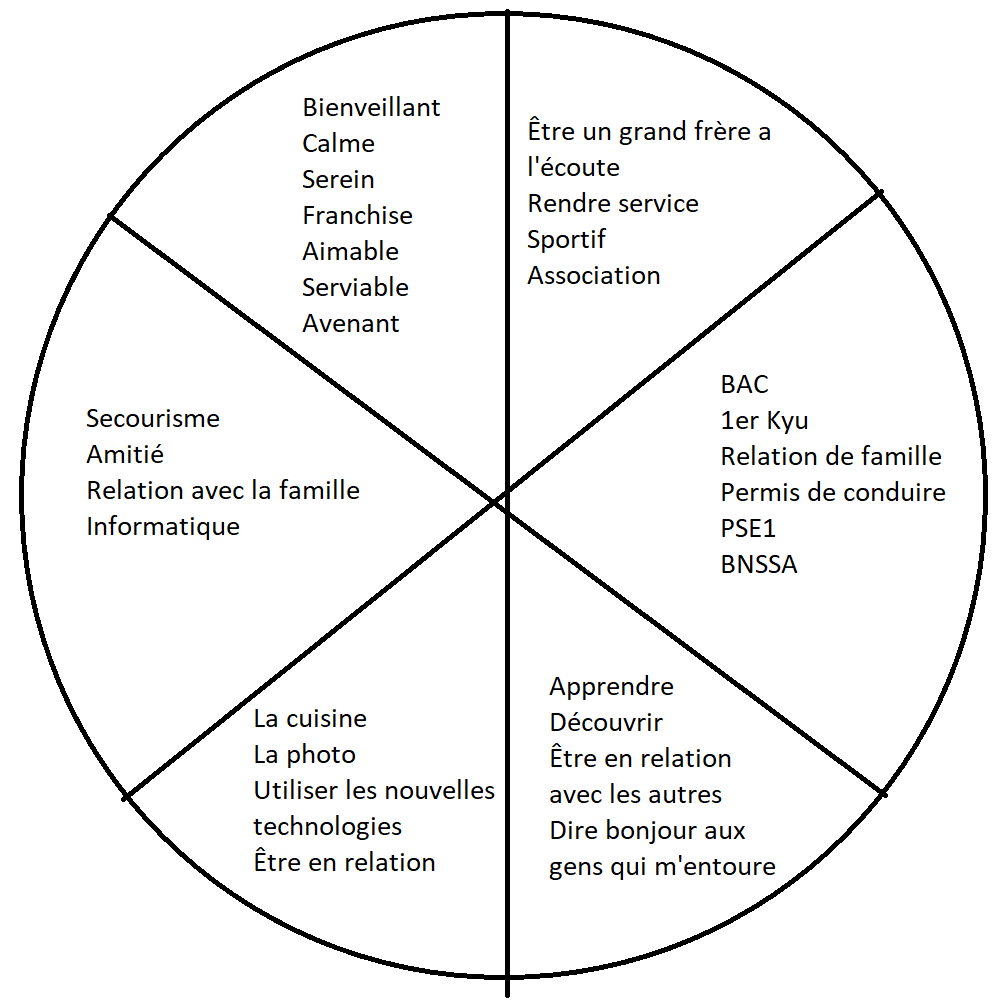 Bienveillant
Calme
Serein
Franchise
Aimable
Serviable
Avenant
Être un grand frère a
l'écoute
Rendre service
Sportif
Association
BAC
1er Kyu
Relation de famille
Permis de conduire
PSE1
BNSSA
Apprendre
Découvrir
Être en relation
avec les autres
Dire bonjour aux
gens qui m'entoure
La cuisine
La photo
Utiliser les nouvelles
technologies
Être en relation
Secourisme
Amitié
Relation avec la famille
Informatique